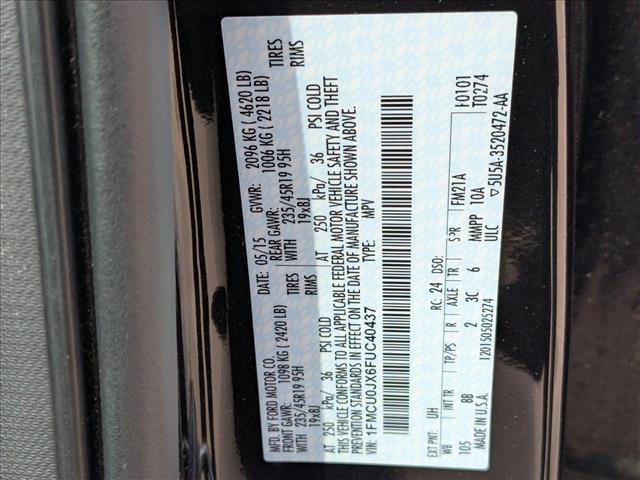 MFD. BY FORD MOTOR CO.
DATE: 05/15 GVWR: 2096 KG ( 4620 LB)
FRONT GAWR: 1098 KG ( 2420 LB) REAR GAWR: 1006 KG ( 2218 LB)
235/45R19 95H TIRES WITH 235/45R19 95H TIRES
19x8J RIMS 19x8J RIMS
AT 250 kPa/ 36 PSI COLD AT 250 kPa/ 36 PSI COLD
THIS VEHICLE CONFORMS TO ALL APPLICABLE FEDERAL MOTOR VEHICLE SAFETY AND THEFT
PREVENTION STANDARDS IN EFFECT ON THE DATE OF MANUFACTURE SHOWN ABOVE.
VIN: 1FMCU0JX6FUC40437 TYPE: MPV
F0101
T0274
EXT PNT: UH RC: 24 DSO: FM21A
WB INT TR TP/PS R AXLE TR SPR
105 8B 2 3C 6 MMPP 10A
ULC
MADE IN U.S.A. 1201505025274 ▽5U5A-3520472-AA